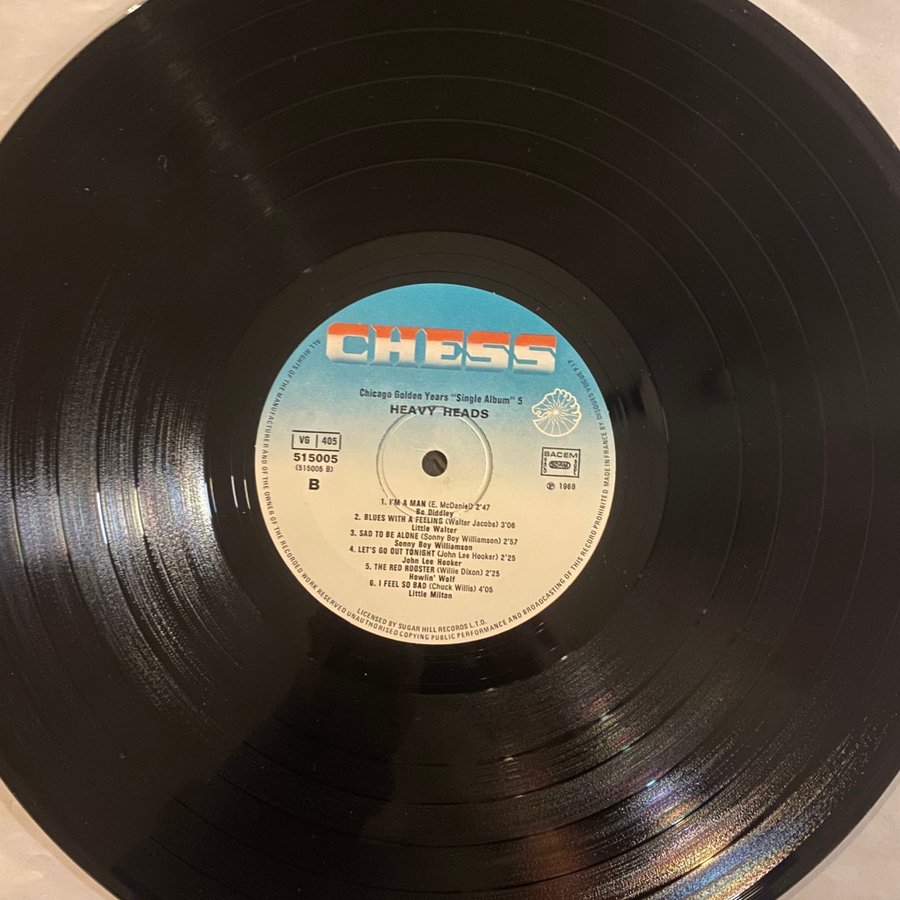 CHESS
Chicago Golden Years "Single Album" 5
HEAVY HEADS
VG 405
515005
(515005 B)
B
SACEM
SDRM
℗ 1968
1. I'M A MAN (E. McDaniel) 2'47
Bo Diddley
2. BLUES WITH A FEELING (Walter Jacobs) 3'06
Little Walter
3. SAD TO BE ALONE (Sonny Boy Williamson) 2'57
Sonny Boy Williamson
4. LET'S GO OUT TONIGHT (John Lee Hooker) 2'25
John Lee Hooker
5. THE RED ROOSTER (Willie Dixon) 2'25
Howlin' Wolf
6. I FEEL SO BAD (Chuck Willis) 4'05
Little Milton
LICENSED BY SUGAR HILL RECORDS L.T.D.
ALL RIGHTS OF THE MANUFACTURER AND OF THE OWNER OF THE RECORDED WORK RESERVED UNAUTHORISED COPYING PUBLIC PERFORMANCE AND BROADCASTING OF THIS RECORD PROHIBITED MADE IN FRANCE BY DISQUES VOGUE P.I.P